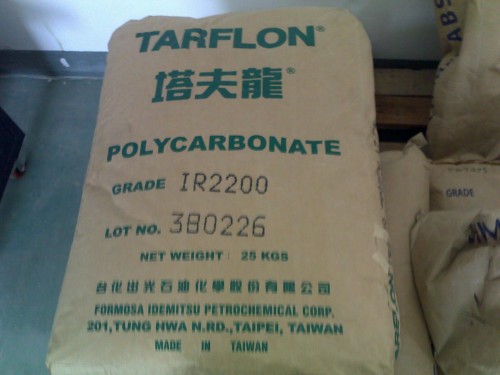 TARFLON®
塔夫龍®
POLYCARBONATE
GRADE IR2200
LOT NO. 380226
NET WEIGHT: 25 KGS
台化出光石油化學股份有限公司
FORMOSA IDEMITSU PETROCHEMICAL CORP.
201,TUNG HWA N.RD.,TAIPEI, TAIWAN
MADE IN TAIWAN
ABS
GRADE